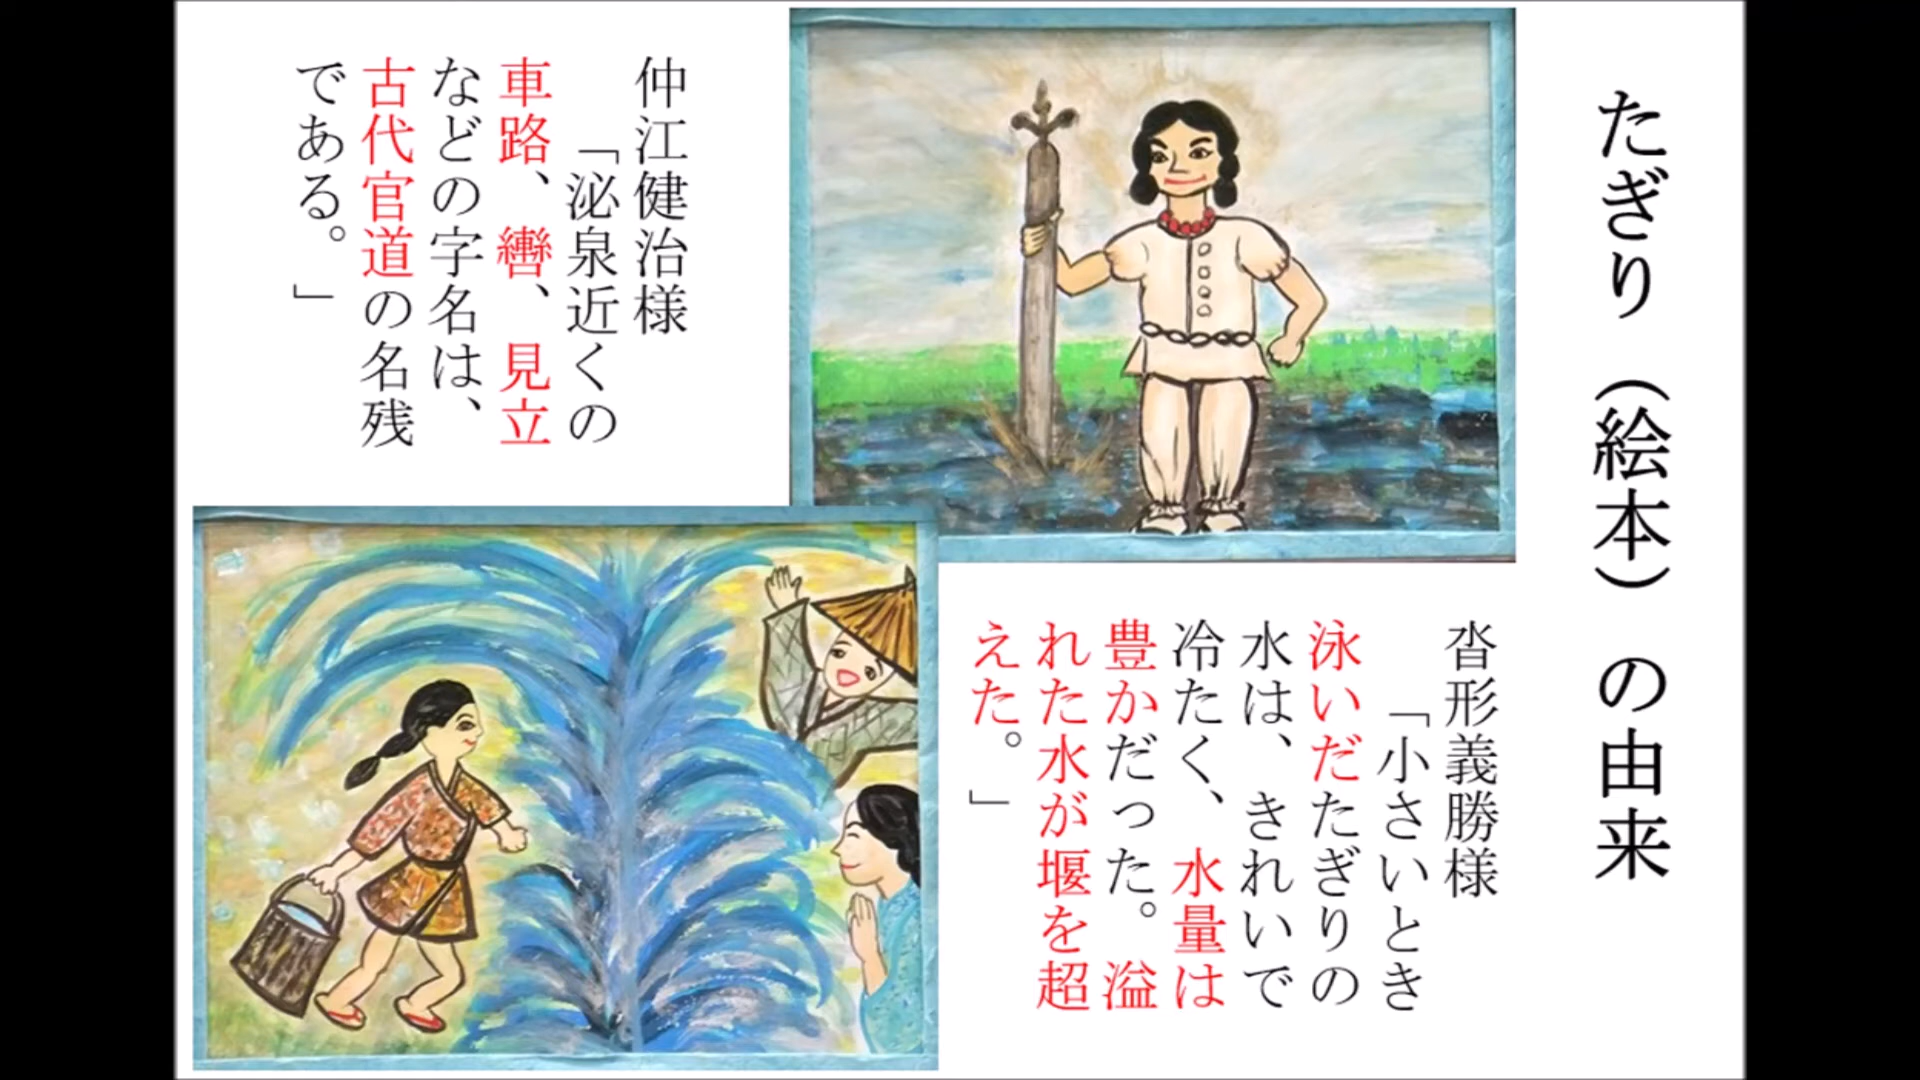 たぎり（絵本）の由来
沓形義勝様
「小さいとき
泳いだたぎりの
水は、きれいで
冷たく、水量は
豊かだった。溢
れた水が堰を超
えた。」
仲江健治様
「泌泉近くの
車路、轡、見立
などの字名は、
古代官道の名残
である。」